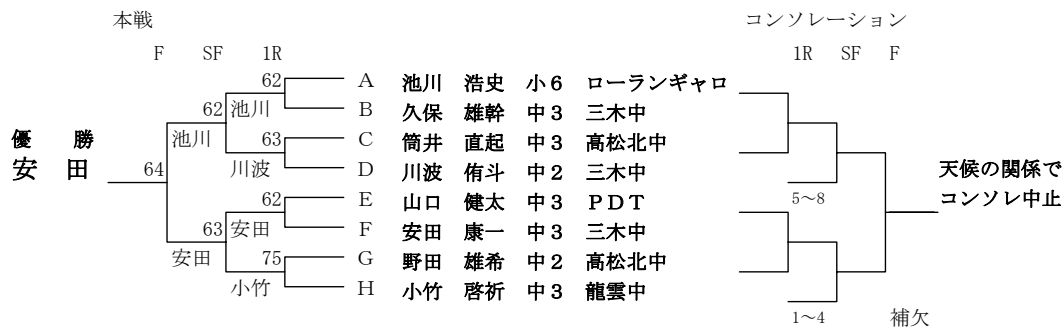 本戦 コンソレーション
F SF 1R 1R SF F
62 A 池川 浩史 小6 ローランギャロ
62 池川 B 久保 雄幹 中3 三木中
優勝 池川 63 C 筒井 直起 中3 高松北中
安田 64 川波 D 川波 侑斗 中2 三木中 天候の関係で
62 E 山口 健太 中3 PDT 5～8 コンソレ中止
63 安田 F 安田 康一 中3 三木中
安田 75 G 野田 雄希 中2 高松北中
小竹 H 小竹 啓祈 中3 龍雲中
1～4 補欠